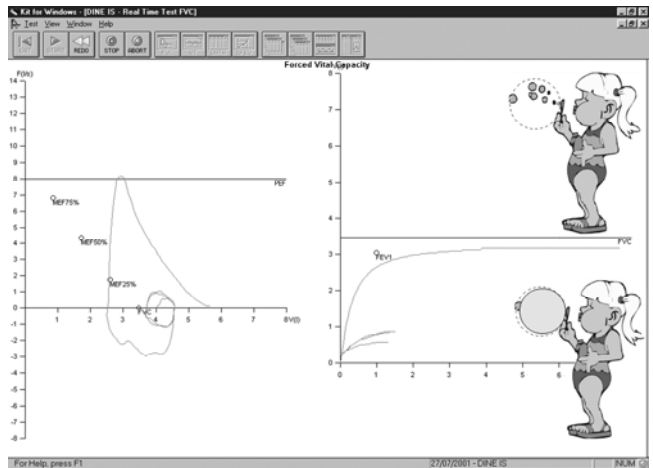 Kit for Windows - [DINE IS - Real Time Test FVC]
Test View Window Help
START REDO STOP ABORT
Forced Vital Capacity
F(l/s)
14
13
12
11
10
9
8
7
6
5
4
3
2
1
0
-1
-2
-3
-4
-5
-6
-7
-8
1 2 3 4 5 6 7 8 V(l)
PEF
MEF75%
MEF50%
MEF25%
FVC
8
7
6
5
4
3
2
1
0
0 1 2 3 4 5 6
FVC
FEV1
For Help, press F1
27/07/2001 - DINE IS
NUM